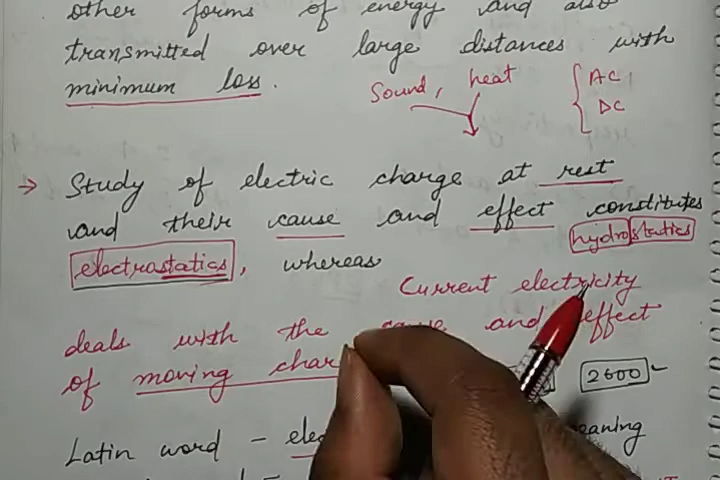 other forms of energy and also
transmitted over large distances with
minimum loss.
Sound, heat
AC,
DC
→ Study of electric charge at rest
and their cause and effect constitutes
hydrostatics
electrostatics, whereas
Current electricity
deals with the cause and effect
of moving char
2600
Latin word - ele